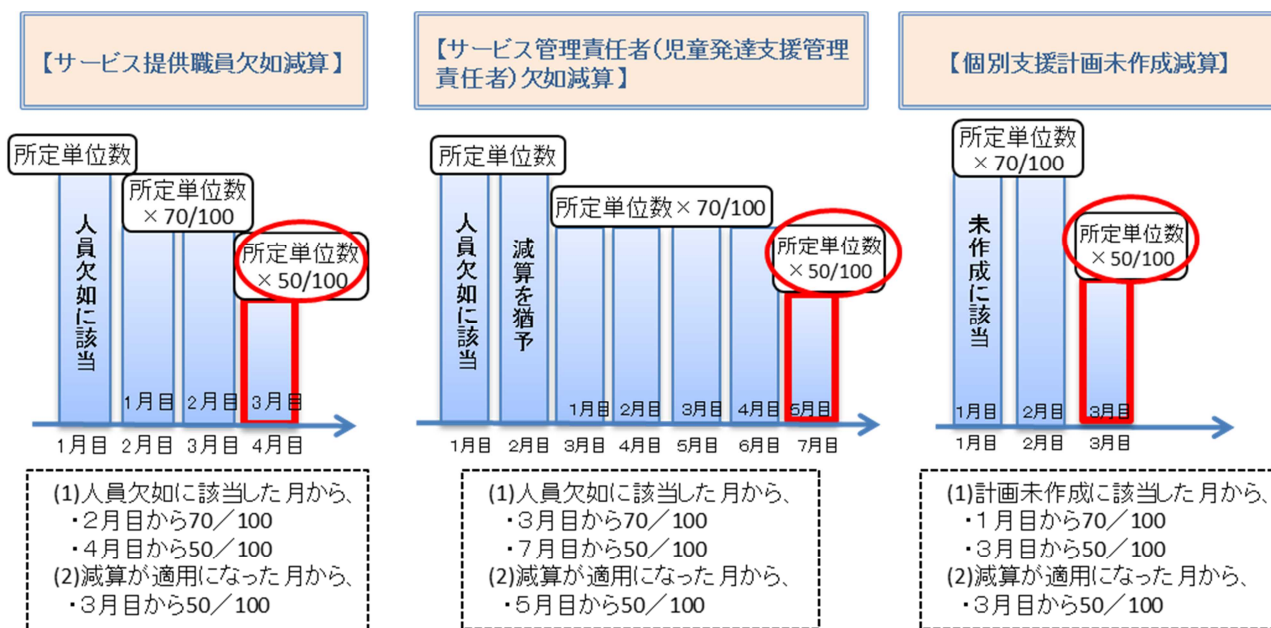 【サービス提供職員欠如減算】
所定単位数
所定単位数
×70/100
所定単位数
×50/100
人員欠如に該当
1月目 2月目 3月目
1月目 2月目 3月目 4月目
(1)人員欠如に該当した月から、
・2月目から70/100
・4月目から50/100
(2)減算が適用になった月から、
・3月目から50/100
【サービス管理責任者(児童発達支援管理
責任者)欠如減算】
所定単位数
所定単位数×70/100
所定単位数
×50/100
人員欠如に該当
減算を猶予
1月目 2月目 3月目 4月目 5月目
1月目 2月目 3月目 4月目 5月目 6月目 7月目
(1)人員欠如に該当した月から、
・3月目から70/100
・7月目から50/100
(2)減算が適用になった月から、
・5月目から50/100
【個別支援計画未作成減算】
所定単位数
×70/100
所定単位数
×50/100
未作成に該当
1月目 2月目 3月目
1月目 2月目 3月目
(1)計画未作成に該当した月から、
・1月目から70/100
・3月目から50/100
(2)減算が適用になった月から、
・3月目から50/100